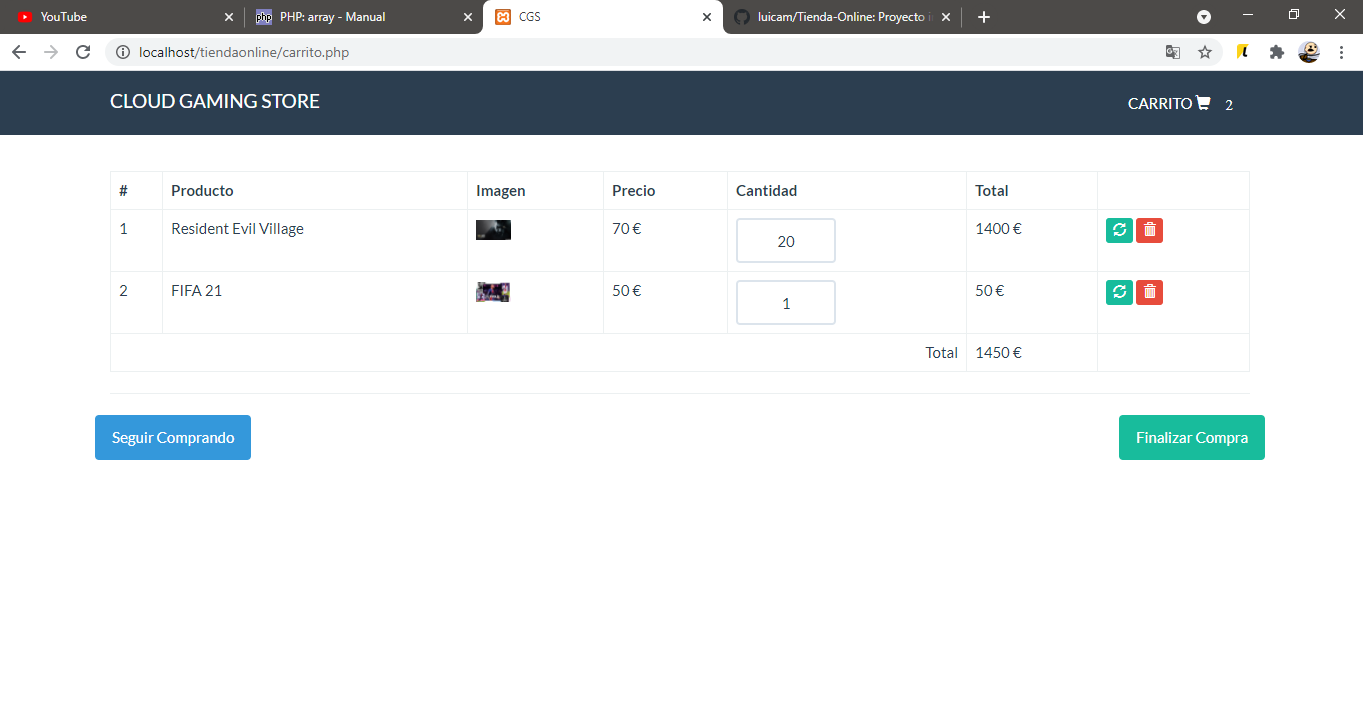 YouTube
php PHP: array - Manual
CGS
luicam/Tienda-Online: Proyecto i
localhost/tiendaonline/carrito.php
CLOUD GAMING STORE
CARRITO 2
# Producto Imagen Precio Cantidad Total
1 Resident Evil Village 70 € 20 1400 €
2 FIFA 21 50 € 1 50 €
Total 1450 €
Seguir Comprando
Finalizar Compra